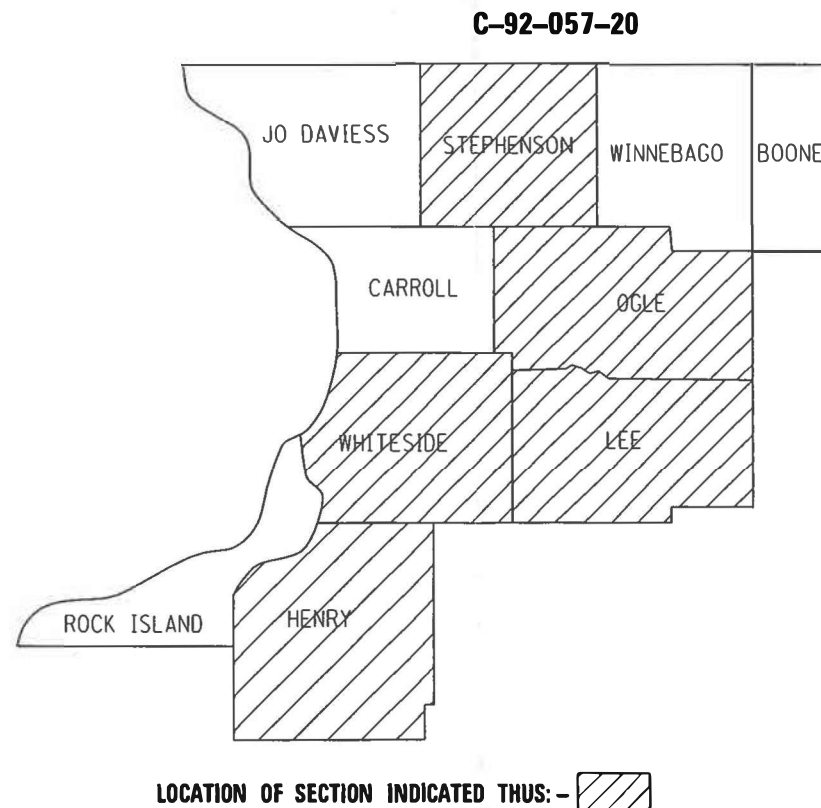 C-92-057-20
JO DAVIESS
STEPHENSON
WINNEBAGO
BOONE
CARROLL
OGLE
WHITESIDE
LEE
ROCK ISLAND
HENRY
LOCATION OF SECTION INDICATED THUS: -